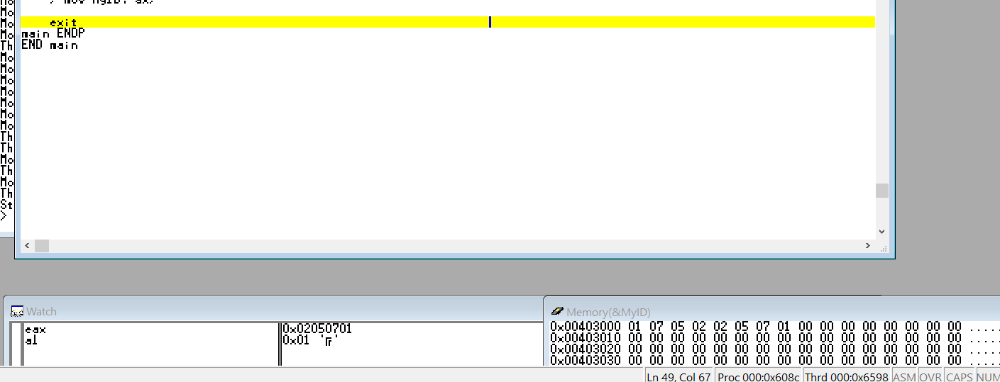 exit
main ENDP
END main
Mo
Mo
Mo
Th
Mo
Mo
Mo
Mo
Mo
Mo
Mo
Th
Th
Mo
Th
Mo
Th
St
>
Watch
eax 0x02050701
al 0x01
Memory(&MyID)
0x00403000 01 07 05 02 02 05 07 01 00 00 00 00 00 00 00 00 .....
0x00403010 00 00 00 00 00 00 00 00 00 00 00 00 00 00 00 00 .....
0x00403020 00 00 00 00 00 00 00 00 00 00 00 00 00 00 00 00 .....
0x00403030 00 00 00 00 00 00 00 00 00 00 00 00 00 00 00 00 .....
Ln 49, Col 67 Proc 000:0x608c Thrd 000:0x6598 ASM OVR CAPS NUM